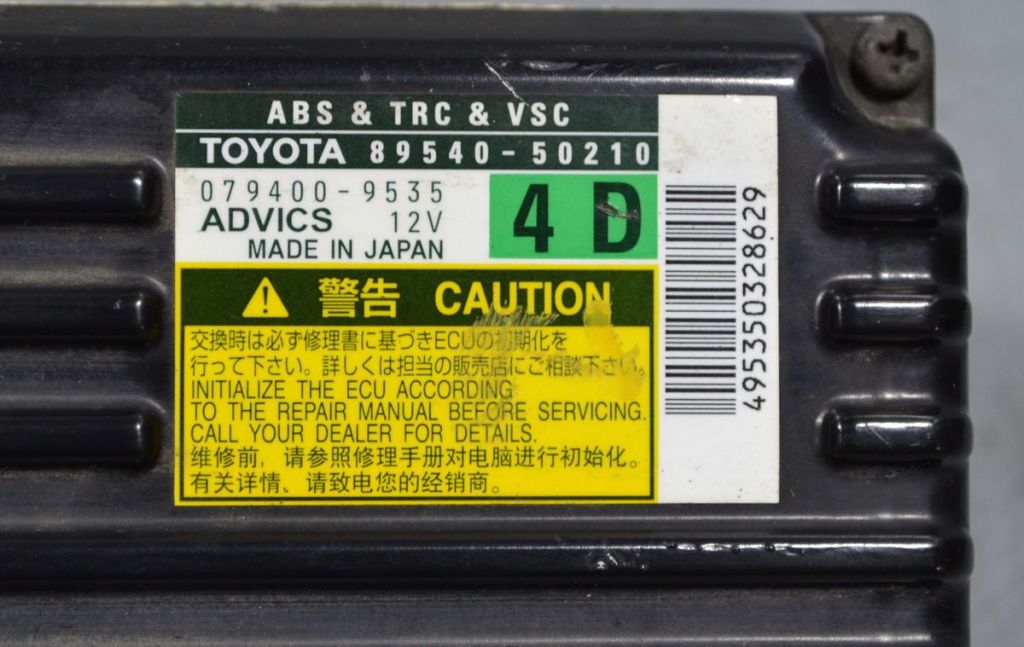 ABS & TRC & VSC
TOYOTA 89540-50210
079400-9535
ADVICS 12V
MADE IN JAPAN
4D
495350328629
警告 CAUTION
交換時は必ず修理書に基づきECUの初期化を
行って下さい。詳しくは担当の販売店にご相談下さい。
INITIALIZE THE ECU ACCORDING
TO THE REPAIR MANUAL BEFORE SERVICING.
CALL YOUR DEALER FOR DETAILS.
维修前，请参照修理手册对电脑进行初始化。
有关详情、请致电您的经销商。